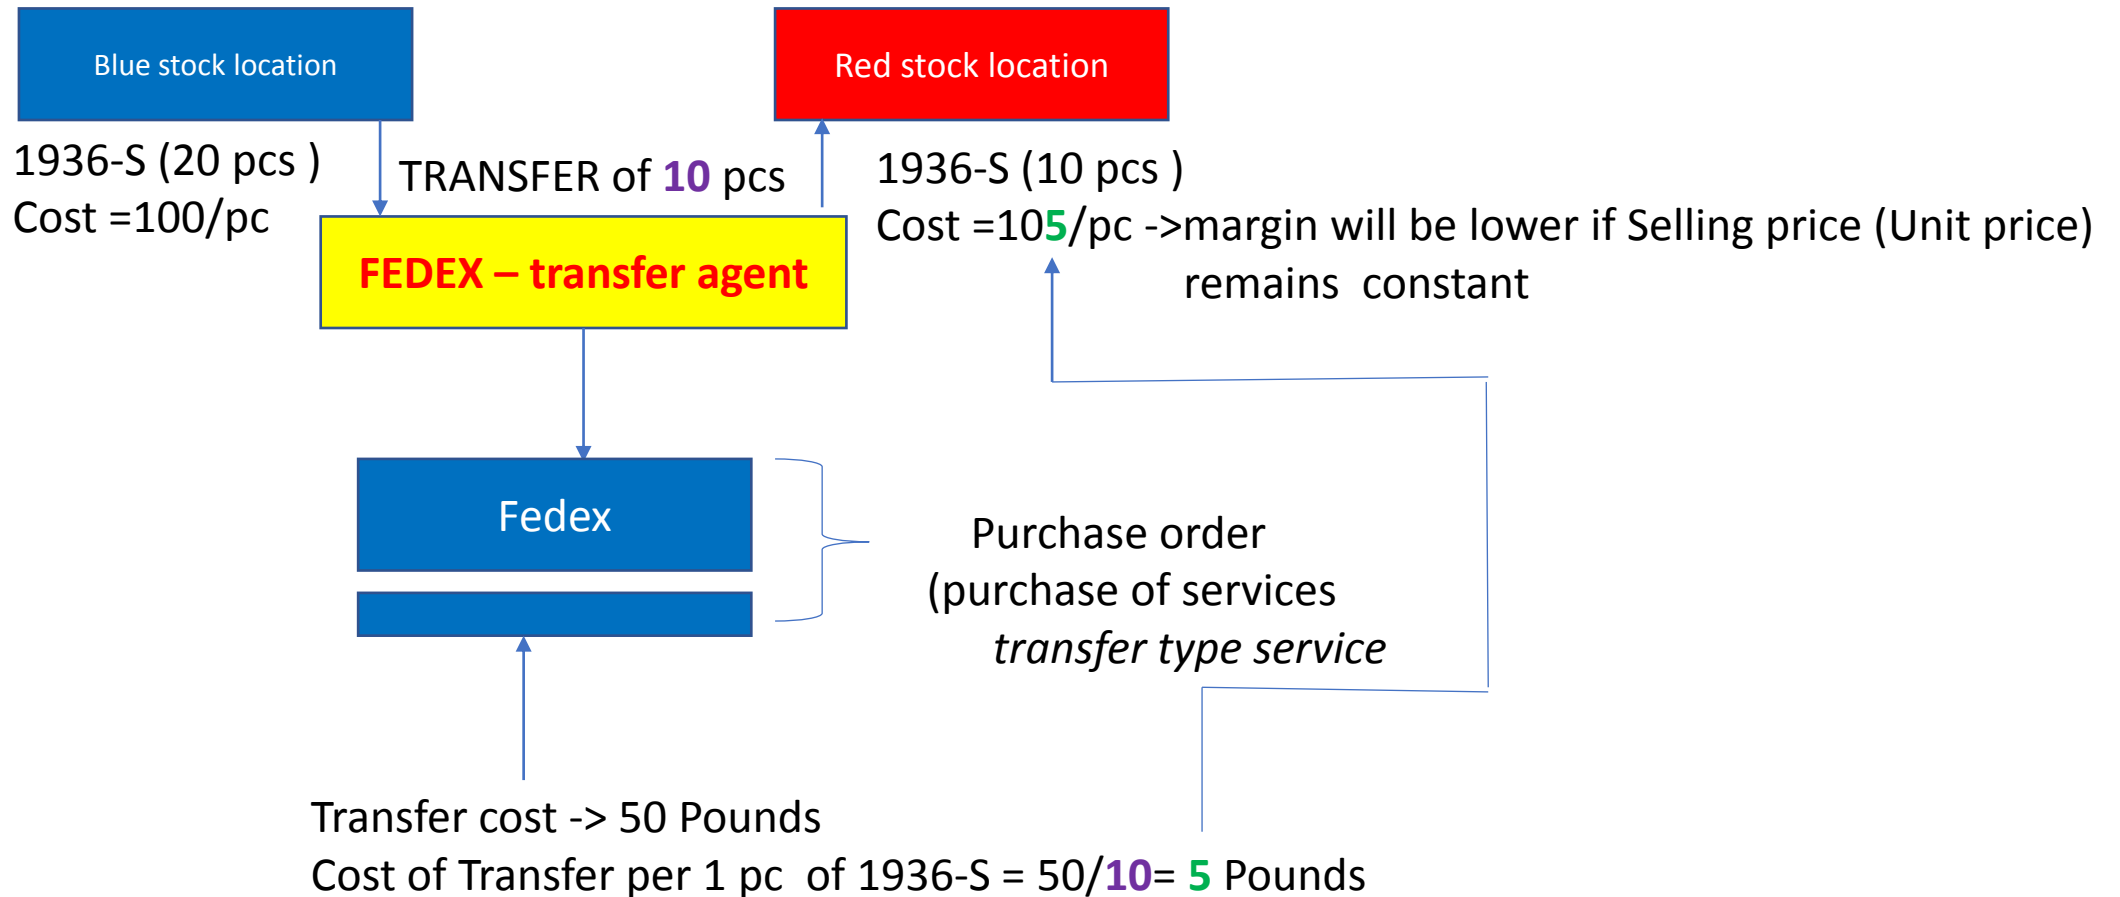 Blue stock location
Red stock location
1936-S (20 pcs )
Cost =100/pc
TRANSFER of 10 pcs
FEDEX – transfer agent
1936-S (10 pcs )
Cost =105/pc ->margin will be lower if Selling price (Unit price)
remains constant
Fedex
Purchase order
(purchase of services
transfer type service
Transfer cost -> 50 Pounds
Cost of Transfer per 1 pc of 1936-S = 50/10= 5 Pounds